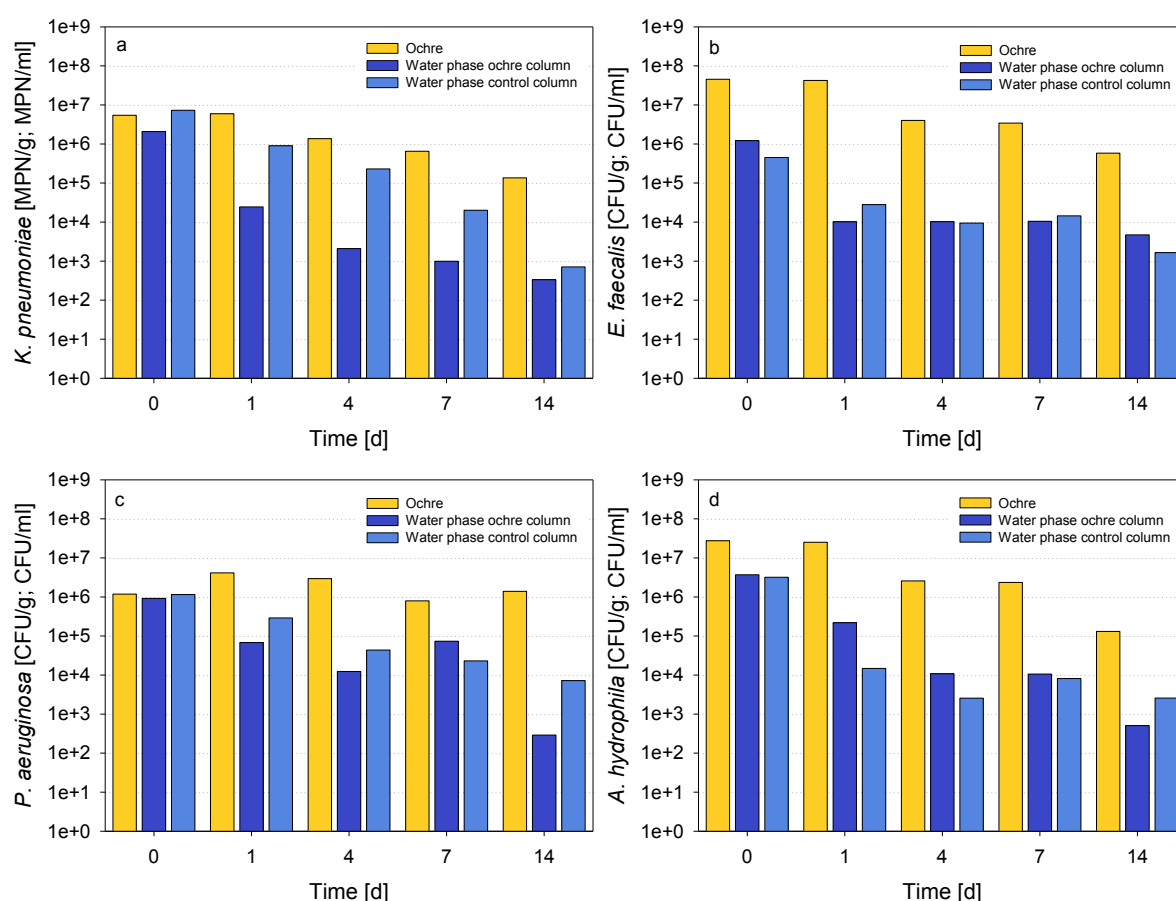 a
Ochre
Water phase ochre column
Water phase control column
K. pneumoniae [MPN/g; MPN/ml]
1e+9
1e+8
1e+7
1e+6
1e+5
1e+4
1e+3
1e+2
1e+1
1e+0
0 1 4 7 14
Time [d]
b
Ochre
Water phase ochre column
Water phase control column
E. faecalis [CFU/g; CFU/ml]
1e+9
1e+8
1e+7
1e+6
1e+5
1e+4
1e+3
1e+2
1e+1
1e+0
0 1 4 7 14
Time [d]
c
Ochre
Water phase ochre column
Water phase control column
P. aeruginosa [CFU/g; CFU/ml]
1e+9
1e+8
1e+7
1e+6
1e+5
1e+4
1e+3
1e+2
1e+1
1e+0
0 1 4 7 14
Time [d]
d
Ochre
Water phase ochre column
Water phase control column
A. hydrophila [CFU/g; CFU/ml]
1e+9
1e+8
1e+7
1e+6
1e+5
1e+4
1e+3
1e+2
1e+1
1e+0
0 1 4 7 14
Time [d]